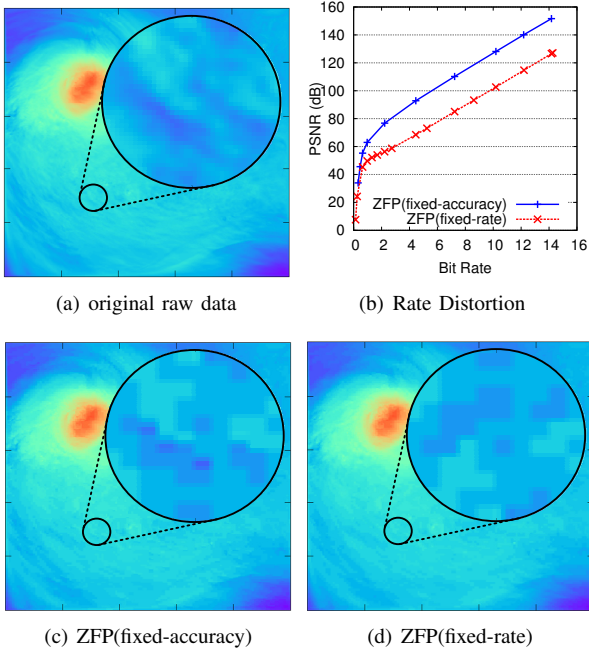 160
140
120
100
80
60
40
20
0
PSNR (dB)
ZFP(fixed-accuracy)
ZFP(fixed-rate)
0 2 4 6 8 10 12 14 16
Bit Rate
(a) original raw data
(b) Rate Distortion
(c) ZFP(fixed-accuracy)
(d) ZFP(fixed-rate)